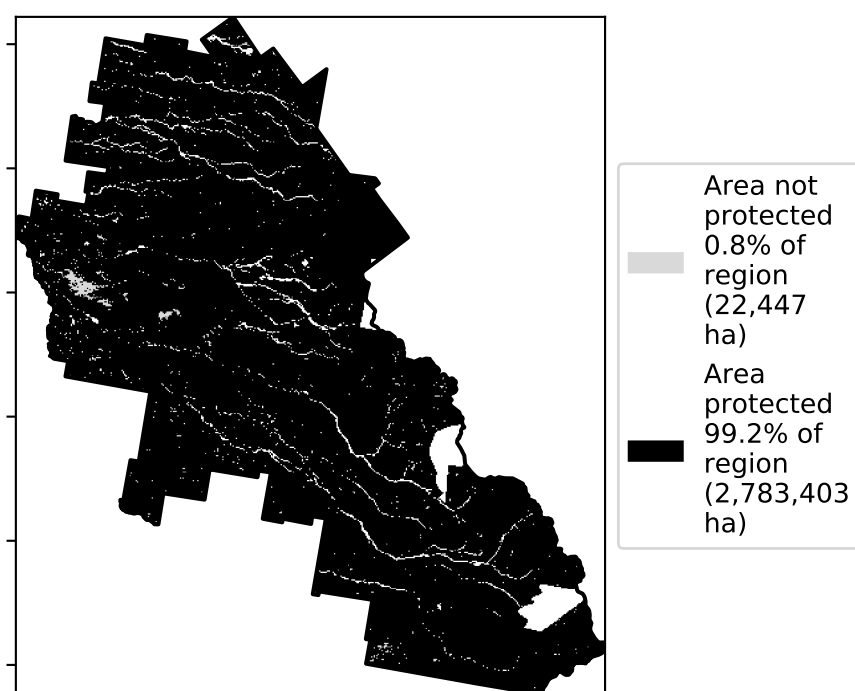 Area not
protected
0.8% of
region
(22,447
ha)
Area
protected
99.2% of
region
(2,783,403
ha)